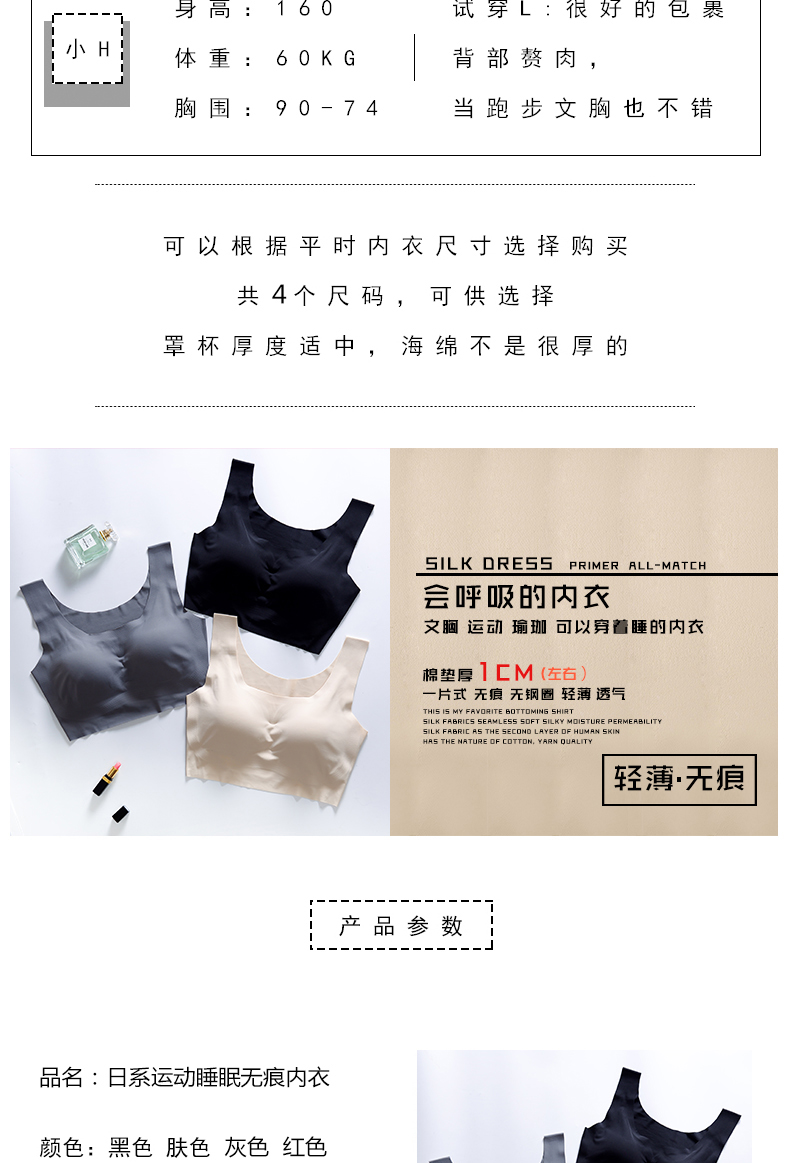 身高：160
试穿L：很好的包裹
小H
体重：60KG
背部赘肉，
胸围：90-74
当跑步文胸也不错
可以根据平时内衣尺寸选择购买
共4个尺码，可供选择
罩杯厚度适中，海绵不是很厚的
SILK DRESS PRIMER ALL-MATCH
会呼吸的内衣
文胸 运动 瑜珈 可以穿着睡的内衣
棉垫厚1CM(左右)
一片式 无痕 无钢圈 轻薄 透气
THIS IS MY FAVORITE BOTTOMING SHIRT
SILK FABRICS SEAMLESS SOFT SILKY MOISTURE PERMEABILITY
SILK FABRIC AS THE SECOND LAYER OF HUMAN SKIN
HAS THE NATURE OF COTTON, YARN QUALITY
轻薄·无痕
产品参数
品名：日系运动睡眠无痕内衣
颜色：黑色 肤色 灰色 红色